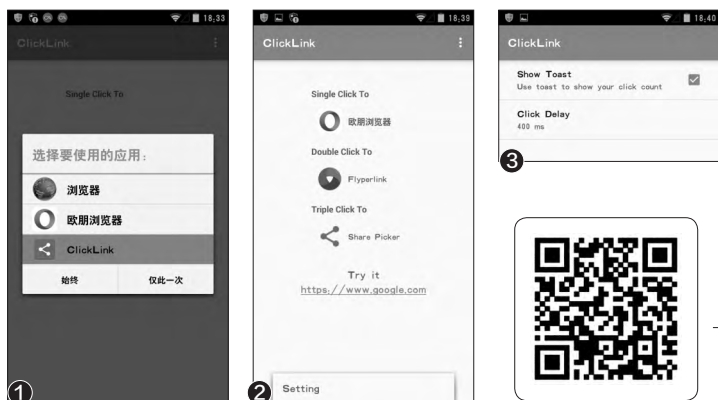 18:33
ClickLink
Single Click To
选择要使用的应用:
浏览器
欧朋浏览器
ClickLink
始终
仅此一次
1
18:39
ClickLink
Single Click To
欧朋浏览器
Double Click To
Flyperlink
Triple Click To
Share Picker
Try it
https://www.google.com
Setting
2
18:40
ClickLink
Show Toast
Use toast to show your click count
Click Delay
400 ms
3